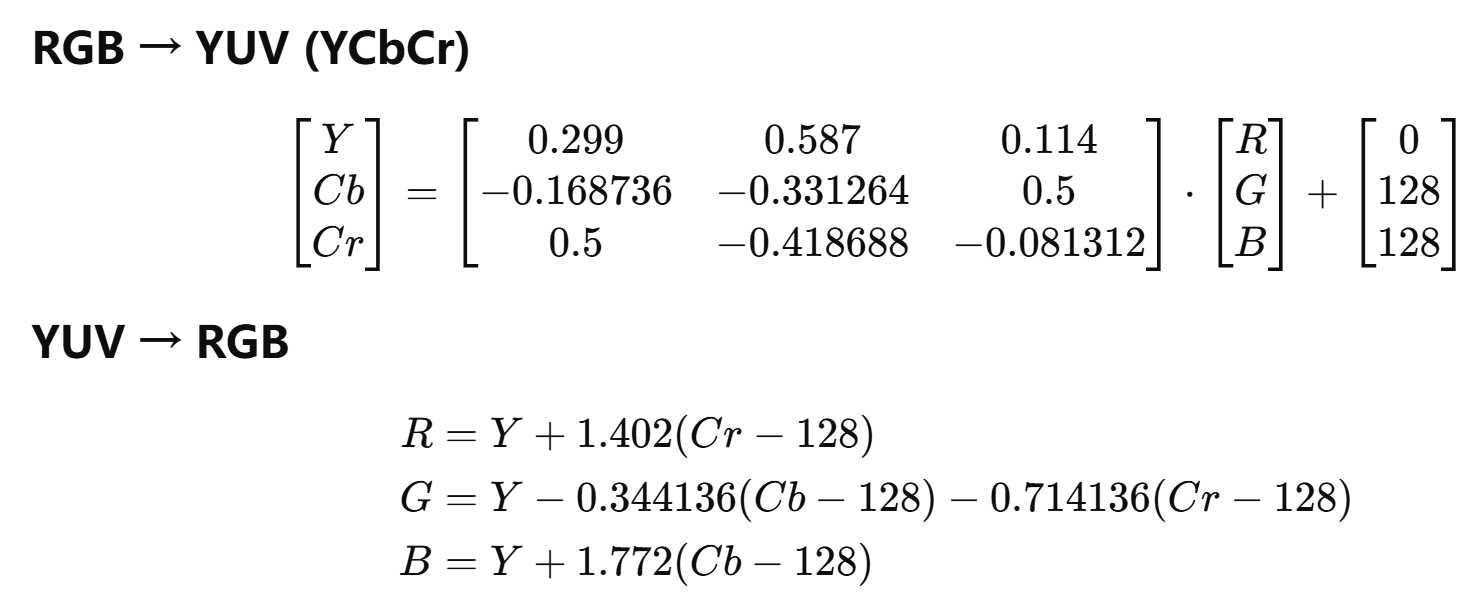 RGB → YUV (YCbCr)
[Y Cb Cr] = [0.299 0.587 0.114; −0.168736 −0.331264 0.5; 0.5 −0.418688 −0.081312] · [R G B] + [0 128 128]
YUV → RGB
R = Y + 1.402(Cr − 128)
G = Y − 0.344136(Cb − 128) − 0.714136(Cr − 128)
B = Y + 1.772(Cb − 128)